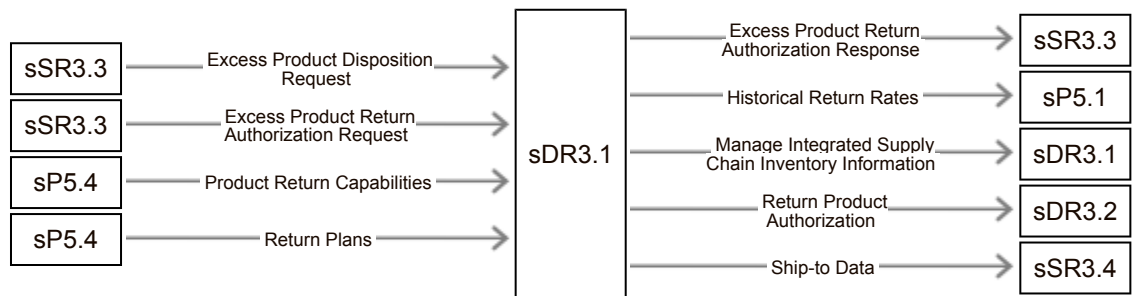 sSR3.3
Excess Product Disposition
Request
sSR3.3
Excess Product Return
Authorization Request
sP5.4
Product Return Capabilities
sP5.4
Return Plans
sDR3.1
Excess Product Return
Authorization Response
sSR3.3
Historical Return Rates
sP5.1
Manage Integrated Supply
Chain Inventory Information
sDR3.1
Return Product
Authorization
sDR3.2
Ship-to Data
sSR3.4